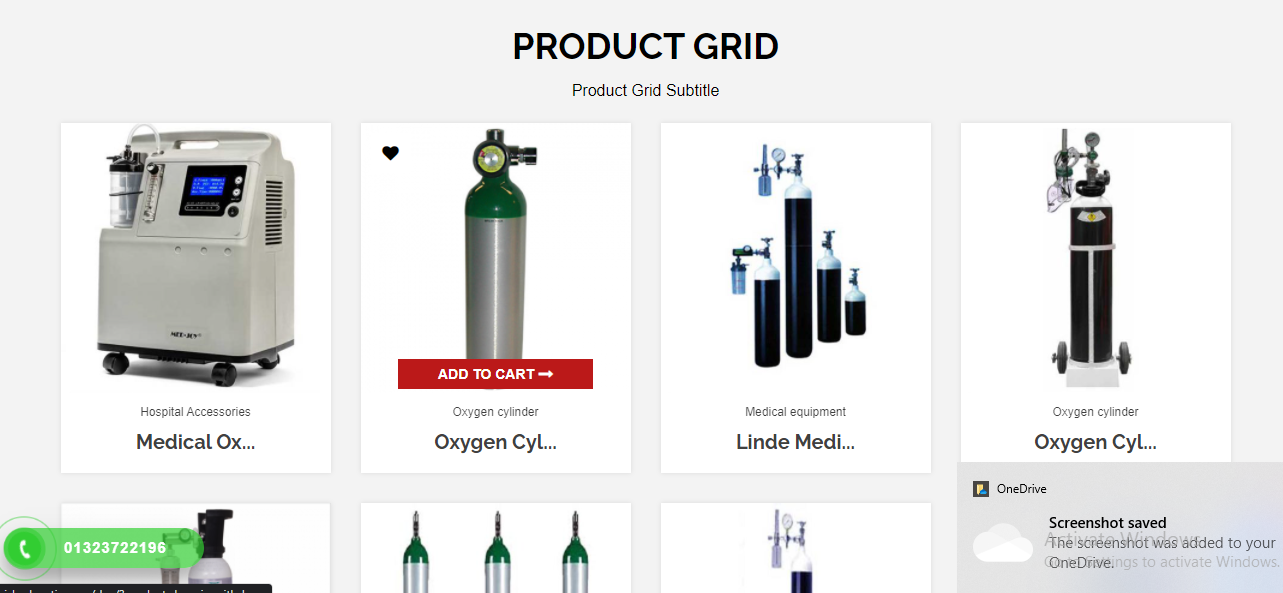 PRODUCT GRID
Product Grid Subtitle
MED-JOY
ADD TO CART
Hospital Accessories
Oxygen cylinder
Medical equipment
Oxygen cylinder
Medical Ox...
Oxygen Cyl...
Linde Medi...
Oxygen Cyl...
01323722196
OneDrive
Screenshot saved
The screenshot was added to your
OneDrive.
Activate Windows
Go to Settings to activate Windows.